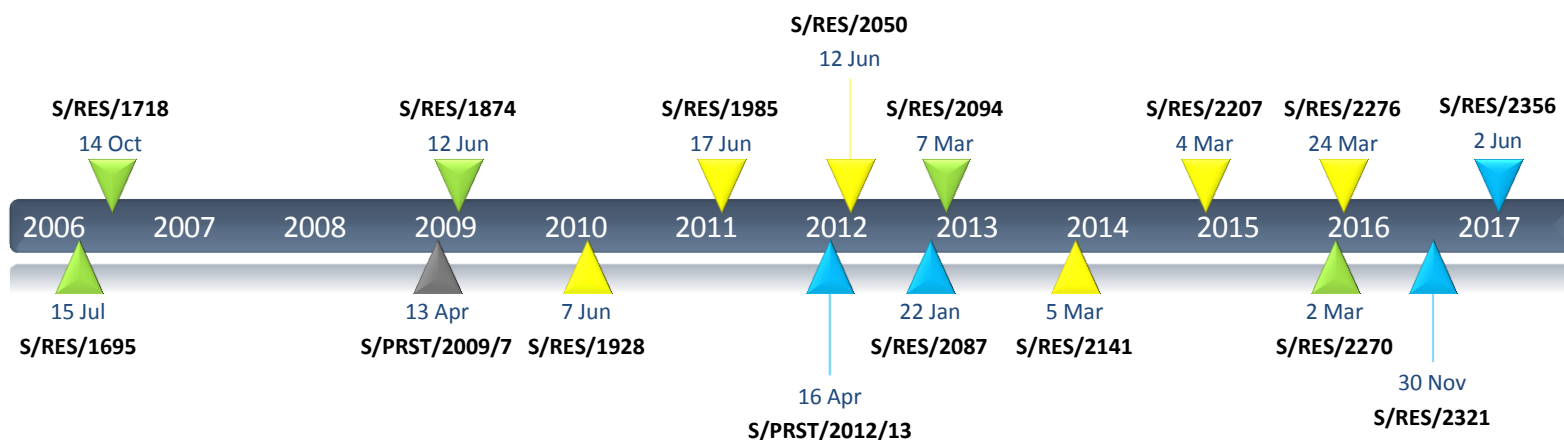 S/RES/2050
12 Jun
S/RES/1718
14 Oct
S/RES/1874
12 Jun
S/RES/1985
17 Jun
S/RES/2094
7 Mar
S/RES/2207
4 Mar
S/RES/2276
24 Mar
S/RES/2356
2 Jun
2006 2007 2008 2009 2010 2011 2012 2013 2014 2015 2016 2017
15 Jul
S/RES/1695
13 Apr
S/PRST/2009/7
7 Jun
S/RES/1928
16 Apr
S/PRST/2012/13
22 Jan
S/RES/2087
5 Mar
S/RES/2141
2 Mar
S/RES/2270
30 Nov
S/RES/2321